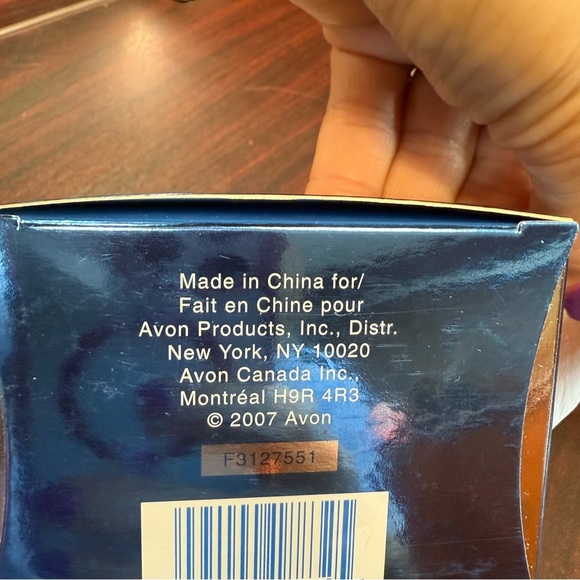 Made in China for/
Fait en Chine pour
Avon Products, Inc., Distr.
New York, NY 10020
Avon Canada Inc.,
Montréal H9R 4R3
© 2007 Avon
F3127551